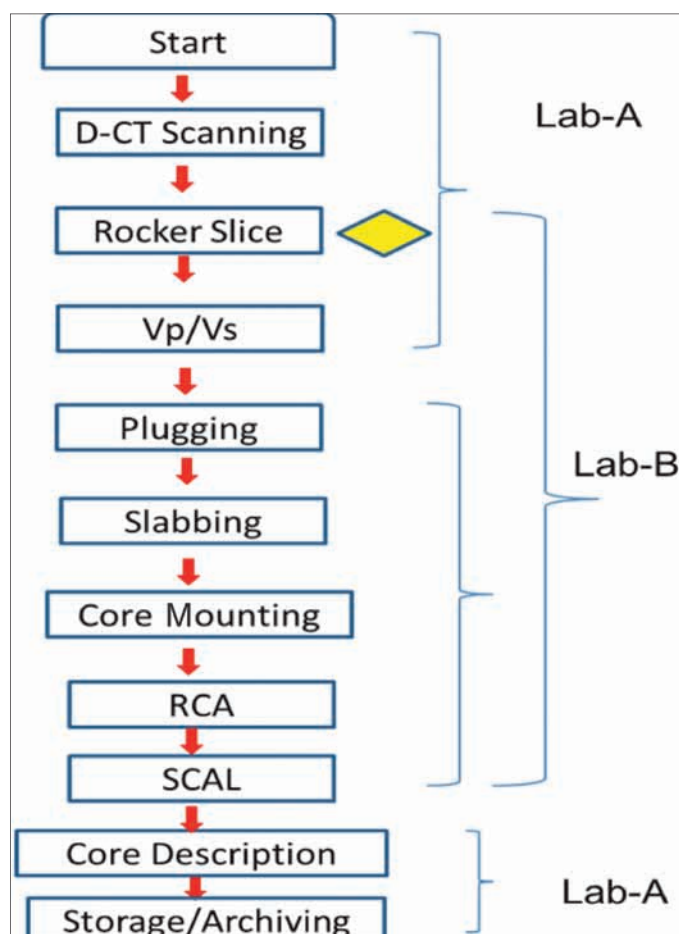 Start
Lab-A
D-CT Scanning
Rocker Slice
Vp/Vs
Plugging
Lab-B
Slabbing
Core Mounting
RCA
SCAL
Core Description
Lab-A
Storage/Archiving